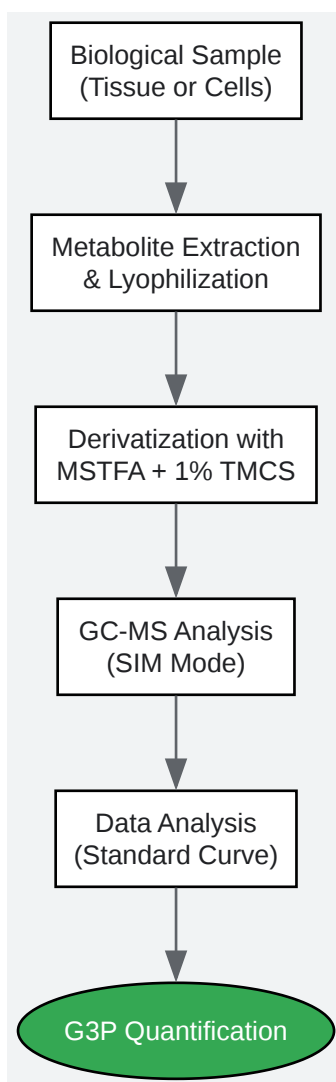 Biological Sample
(Tissue or Cells)
Metabolite Extraction
& Lyophilization
Derivatization with
MSTFA + 1% TMCS
GC-MS Analysis
(SIM Mode)
Data Analysis
(Standard Curve)
G3P Quantification